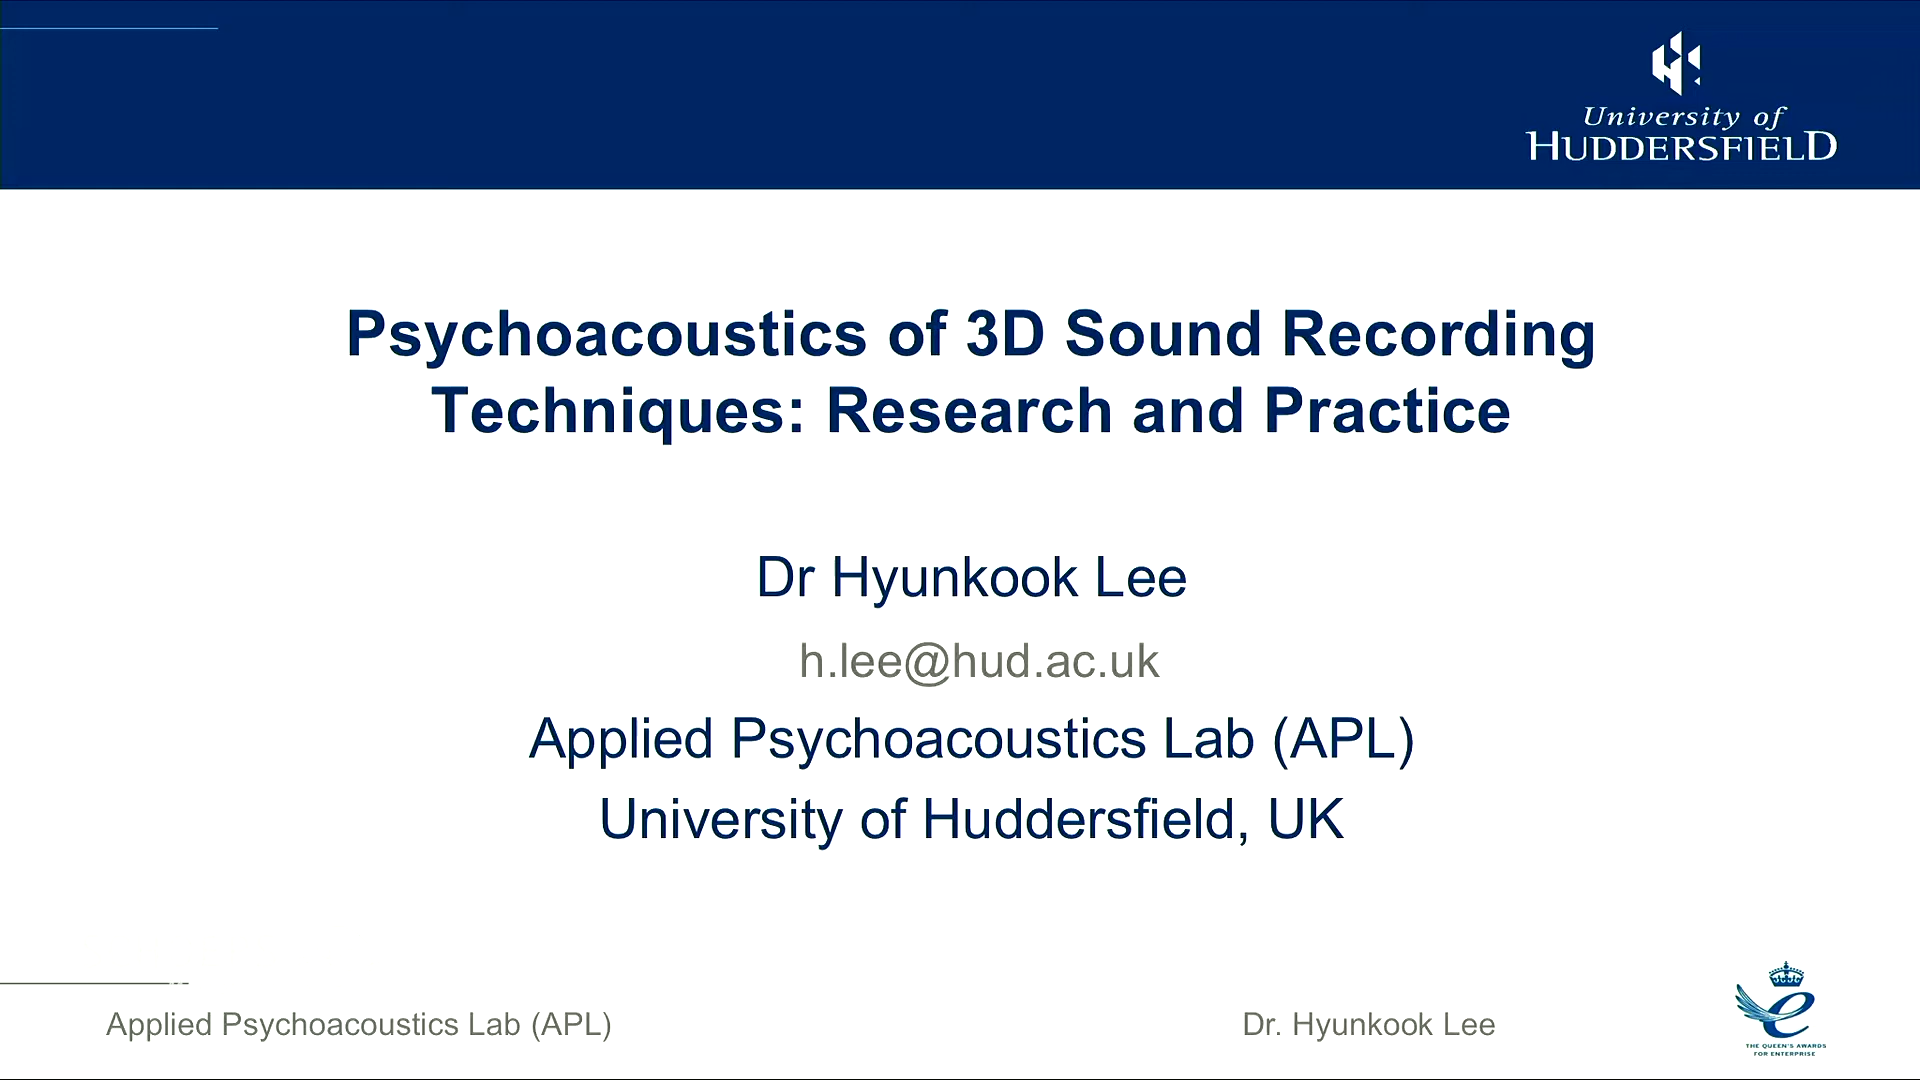 University of
HUDDERSFIELD
Psychoacoustics of 3D Sound Recording
Techniques: Research and Practice
Dr Hyunkook Lee
h.lee@hud.ac.uk
Applied Psychoacoustics Lab (APL)
University of Huddersfield, UK
Applied Psychoacoustics Lab (APL)
Dr. Hyunkook Lee
THE QUEEN'S AWARDS
FOR ENTERPRISE